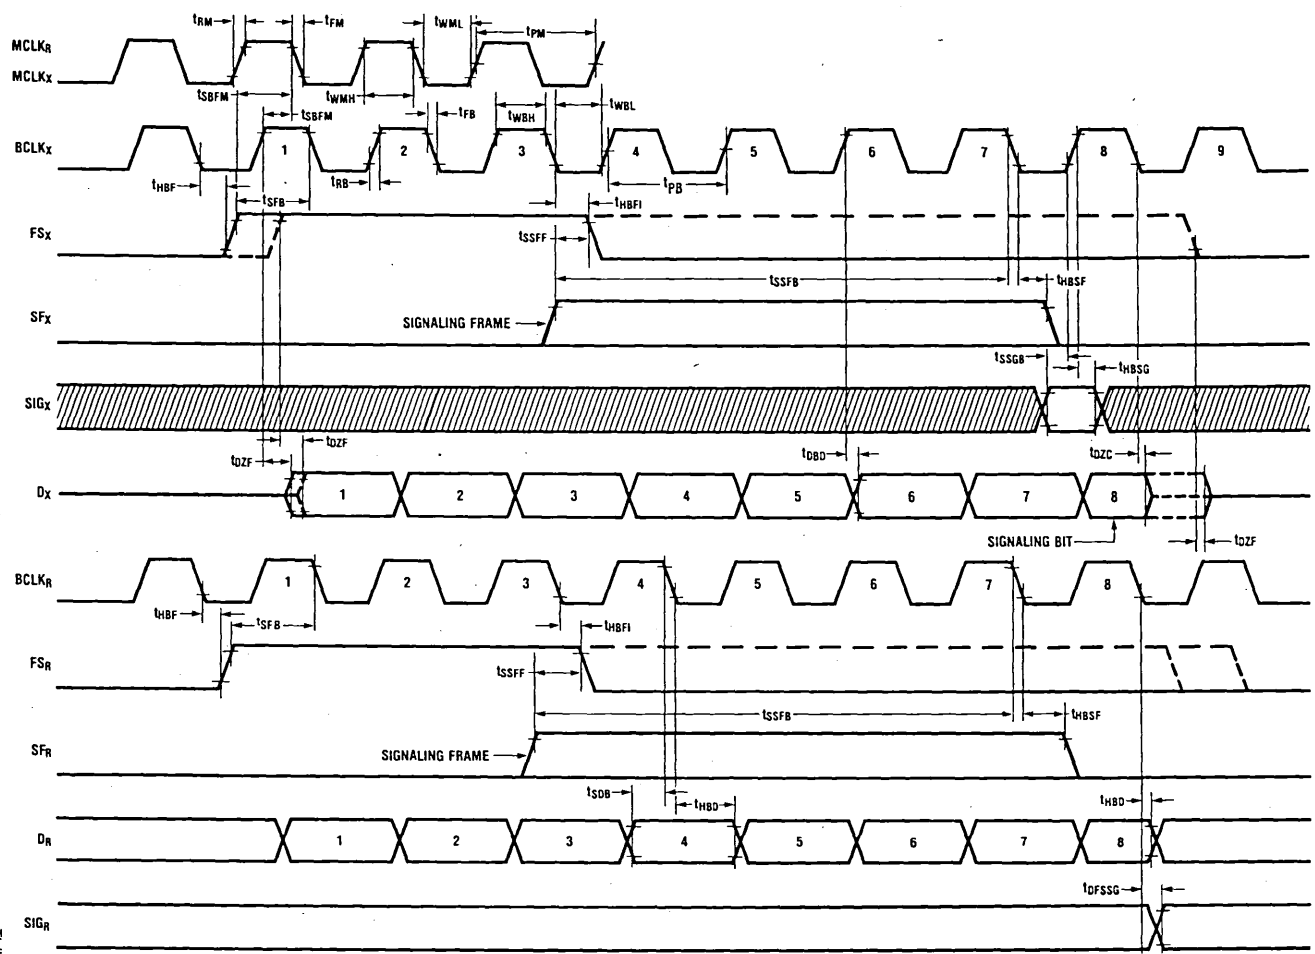 tRM tFM tWML tPM
MCLKR
MCLKX
tSBFM tWMH tWBL
tSBFM tFB tWBH
BCLKX 1 2 3 4 5 6 7 8 9
tHBF tRB tPB
tSFB tHBFI
FSX tSSFF
tSSFB tHBSF
SFX SIGNALING FRAME
tSSGB tHBSG
SIGX
tDZF tDBD tDZC
tDZF
DX 1 2 3 4 5 6 7 8
SIGNALING BIT tDZF
BCLKR 1 2 3 4 5 6 7 8
tHBF tSFB tHBFI
FSR tSSFF
tSSFB tHBSF
SFR SIGNALING FRAME
tSDB tHBD tHBD
DR 1 2 3 4 5 6 7 8
tDFSSG
SIGR